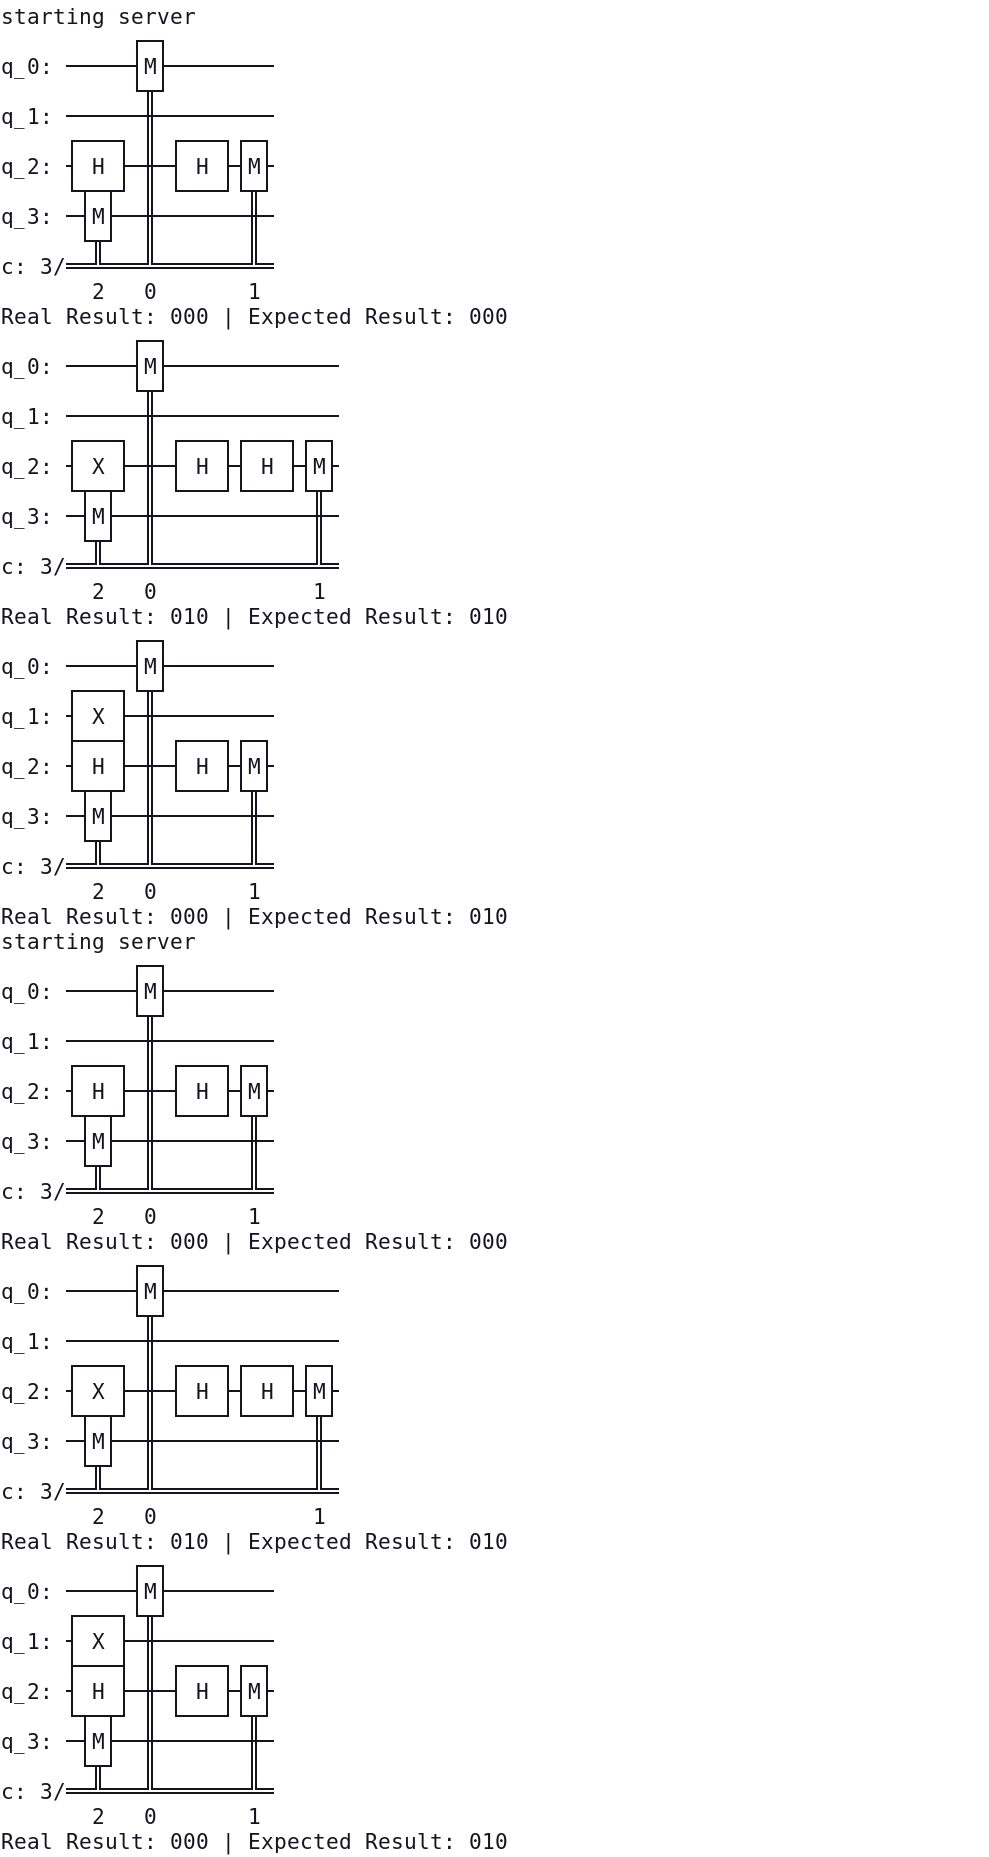 starting server
M
q_0:
q_1:
q_2: H H M
q_3: M
c: 3/
2 0 1
Real Result: 000 | Expected Result: 000
q_0: M
q_1:
q_2: X H H M
q_3: M
c: 3/
2 0 1
Real Result: 010 | Expected Result: 010
q_0: M
q_1: X
q_2: H H M
q_3: M
c: 3/
2 0 1
Real Result: 000 | Expected Result: 010
starting server
q_0: M
q_1:
q_2: H H M
q_3: M
c: 3/
2 0 1
Real Result: 000 | Expected Result: 000
q_0: M
q_1:
q_2: X H H M
q_3: M
c: 3/
2 0 1
Real Result: 010 | Expected Result: 010
q_0: M
q_1: X
q_2: H H M
q_3: M
c: 3/
2 0 1
Real Result: 000 | Expected Result: 010